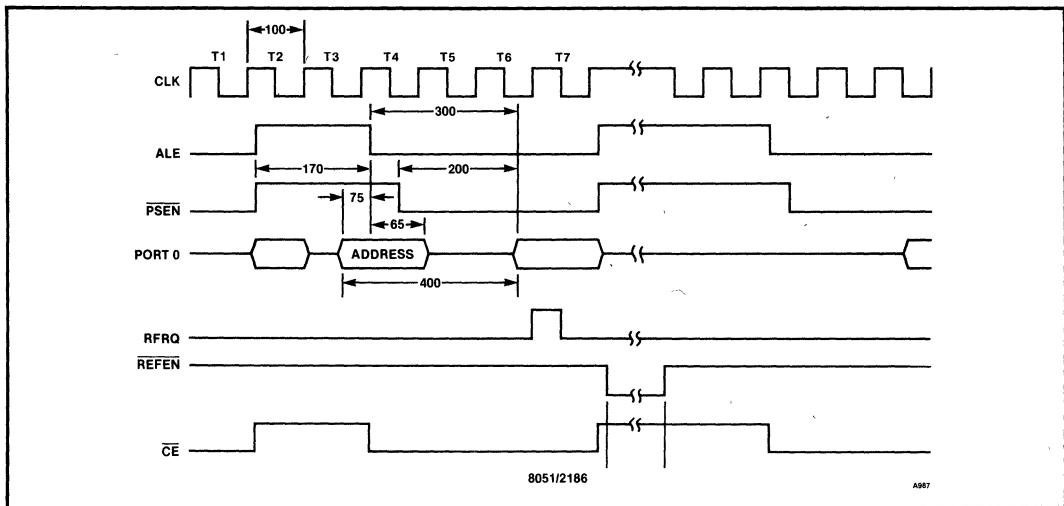 100
T1 T2 T3 T4 T5 T6 T7
CLK
300
ALE
170 200
PSEN
75
65
PORT 0 ADDRESS
400
RFRQ
REFEN
CE
8051/2186
A987